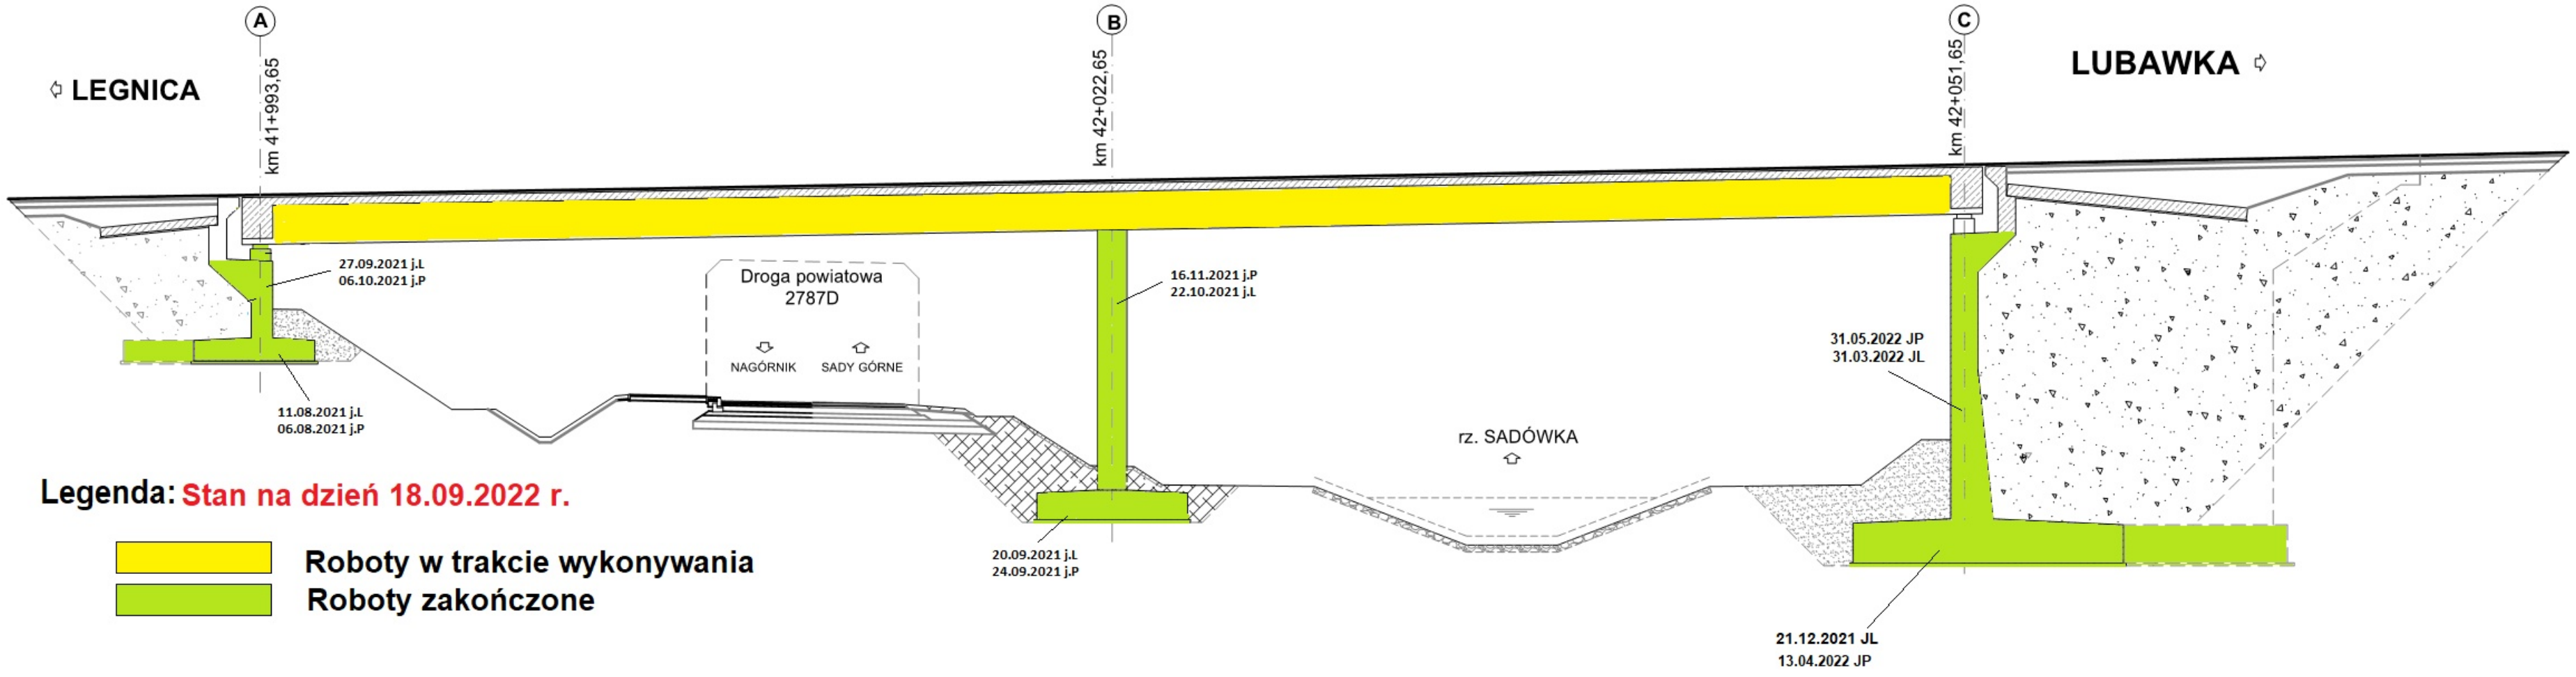 A
B
C
km 41+993,65
km 42+022,65
km 42+051,65
LEGNICA
LUBAWKA
27.09.2021 j.L
06.10.2021 j.P
Droga powiatowa
2787D
NAGÓRNIK SADY GÓRNE
16.11.2021 j.P
22.10.2021 j.L
31.05.2022 JP
31.03.2022 JL
11.08.2021 j.L
06.08.2021 j.P
rz. SADÓWKA
Legenda: Stan na dzień 18.09.2022 r.
Roboty w trakcie wykonywania
Roboty zakończone
20.09.2021 j.L
24.09.2021 j.P
21.12.2021 JL
13.04.2022 JP